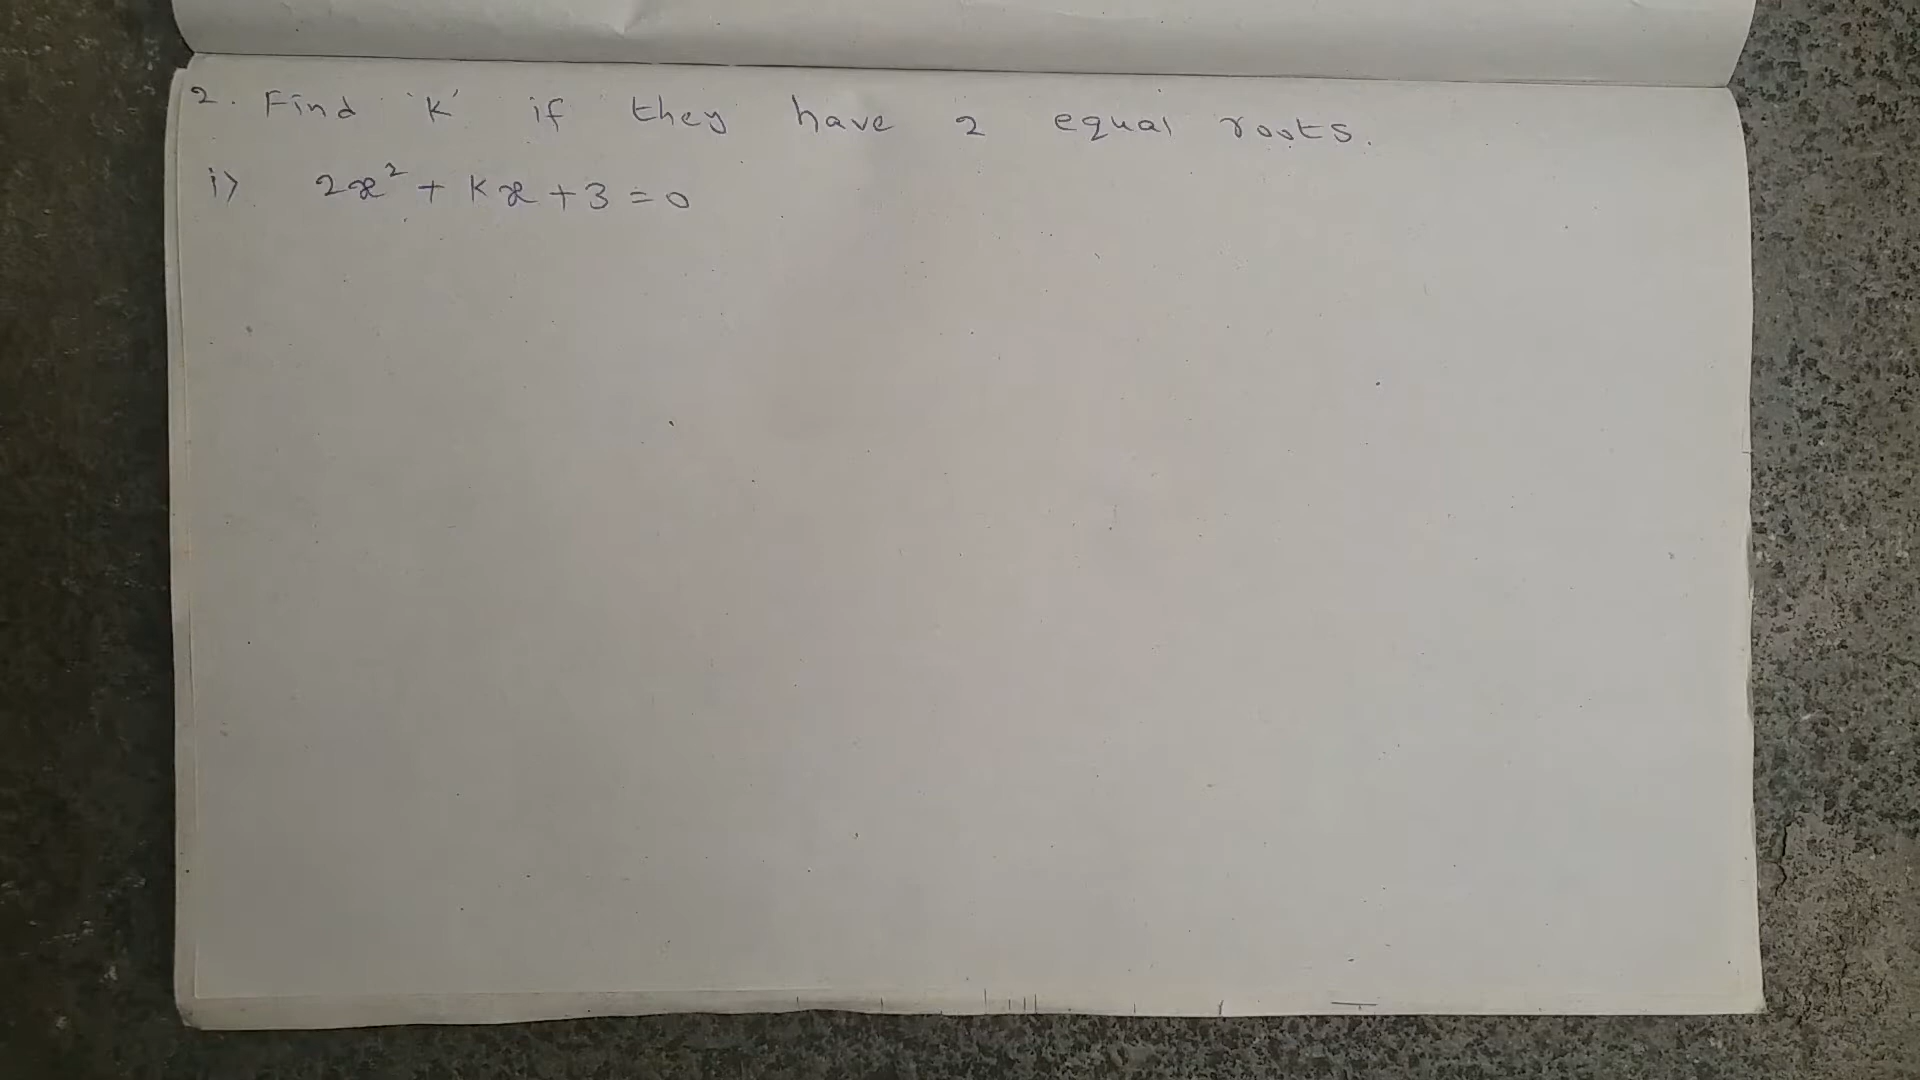 2. Find 'K' if they have 2 equal roots.
i) 2x² + Kx + 3 = 0